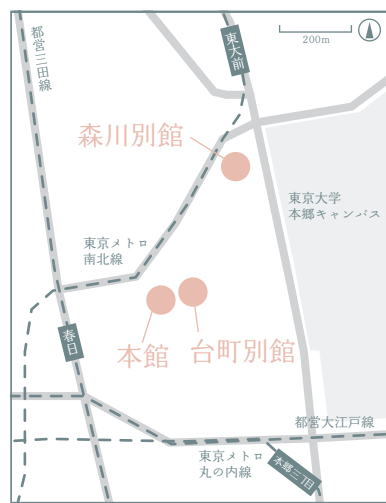 都営三田線
東大前
200m
森川別館
東京大学
本郷キャンパス
東京メトロ
南北線
春日
本館
台町別館
都営大江戸線
東京メトロ
丸の内線
本郷三丁目